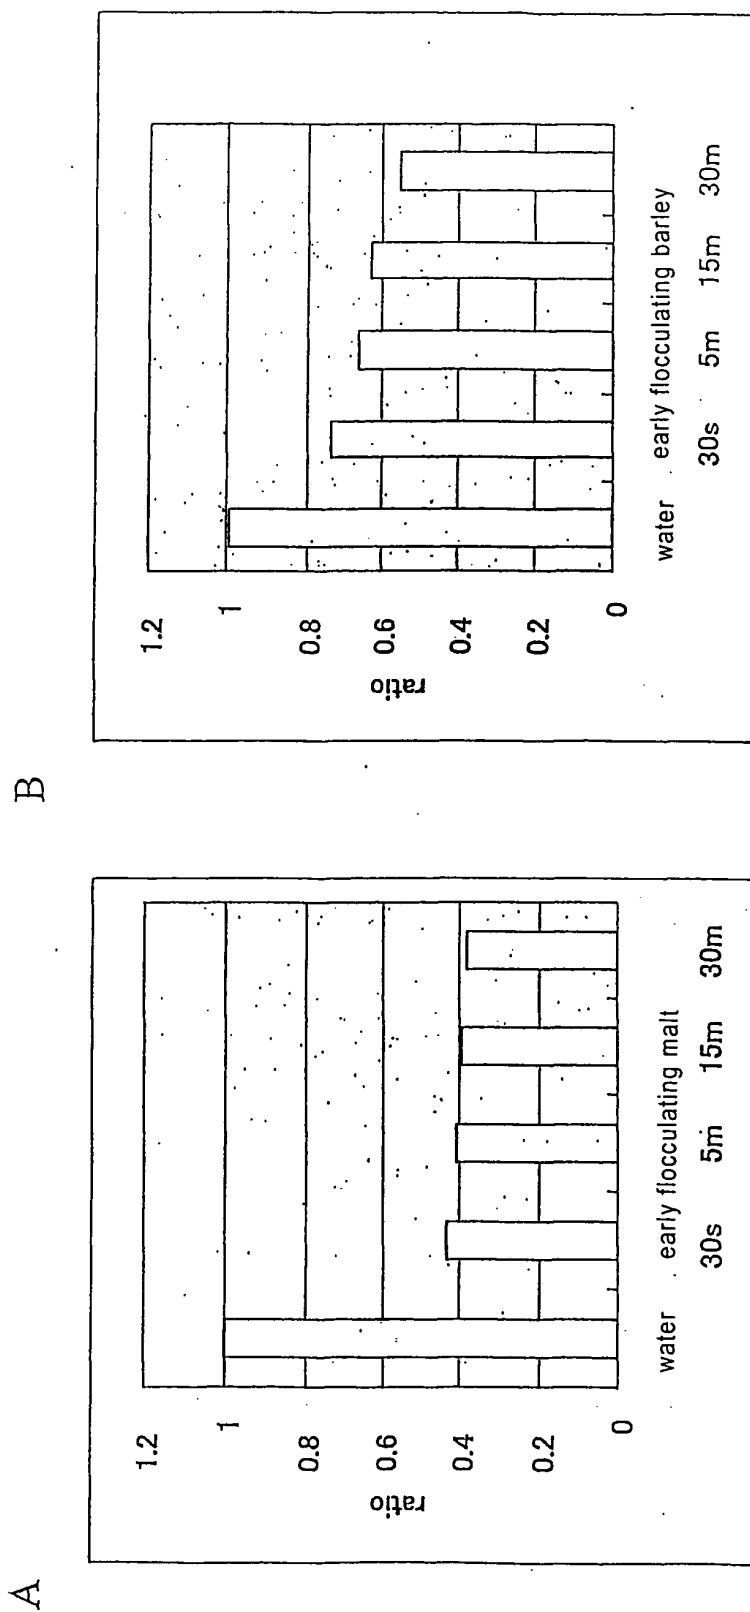 A
ratio
1.2
1
0.8
0.6
0.4
0.2
0
water early flocculating malt
30s 5m 15m 30m
B
ratio
1.2
1
0.8
0.6
0.4
0.2
0
water early flocculating barley
30s 5m 15m 30m